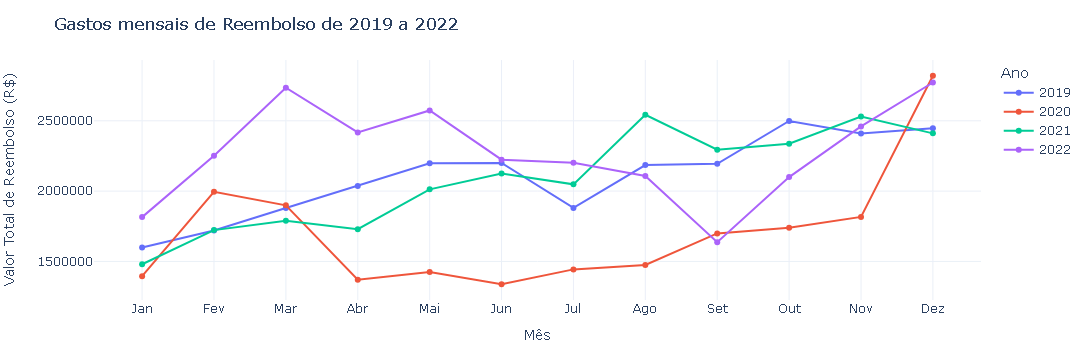 Gastos mensais de Reembolso de 2019 a 2022
Valor Total de Reembolso (R$)
2500000
2000000
1500000
Jan Fev Mar Abr Mai Jun Jul Ago Set Out Nov Dez
Mês
Ano
2019
2020
2021
2022